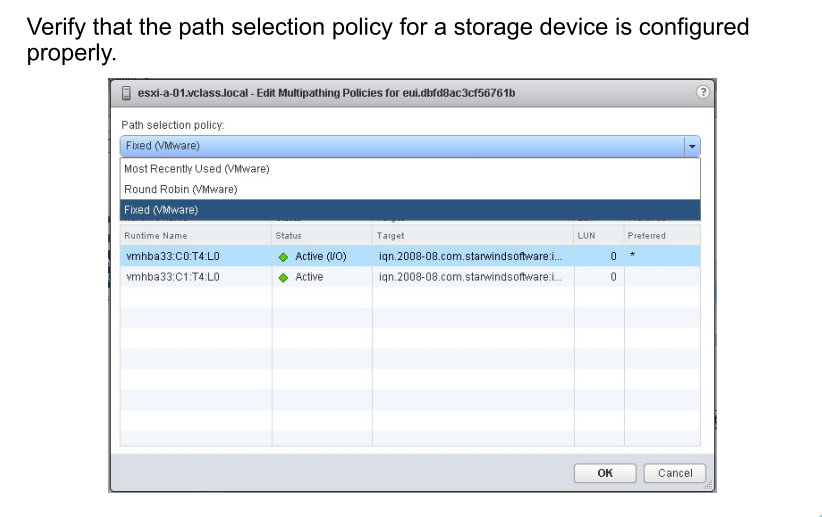 Verify that the path selection policy for a storage device is configured
properly.
esxi-a-01.vclass.local - Edit Multipathing Policies for eui.dbfd8ac3cf56761b
?
Path selection policy:
Fixed (VMware)
Most Recently Used (VMware)
Round Robin (VMware)
Fixed (VMware)
Runtime Name Status Target LUN Preferred
vmhba33:C0:T4:L0 Active (I/O) iqn.2008-08.com.starwindsoftware:i... 0 *
vmhba33:C1:T4:L0 Active iqn.2008-08.com.starwindsoftware:i... 0
OK Cancel